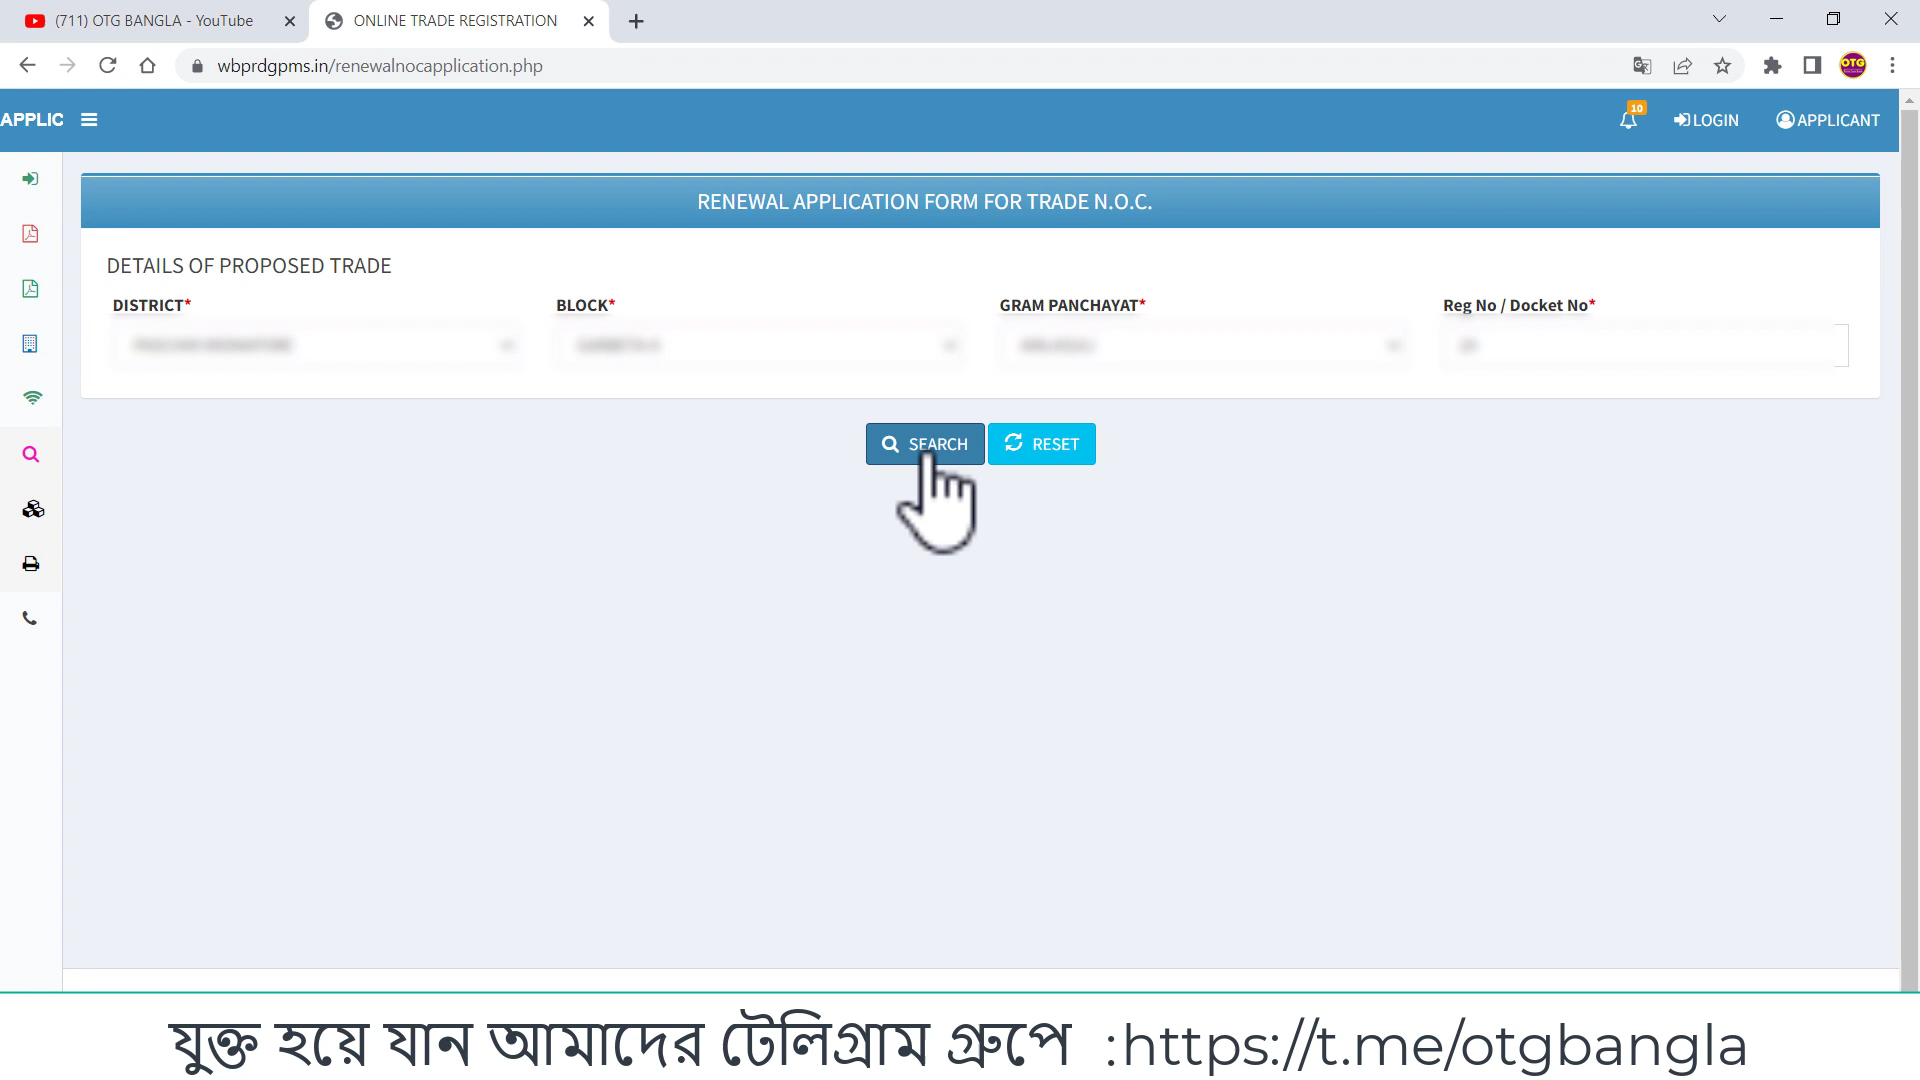 (711) OTG BANGLA - YouTube
ONLINE TRADE REGISTRATION
wbprdgpms.in/renewalnocapplication.php
OTG
APPLIC
10
LOGIN
APPLICANT
RENEWAL APPLICATION FORM FOR TRADE N.O.C.
DETAILS OF PROPOSED TRADE
DISTRICT* BLOCK* GRAM PANCHAYAT* Reg No / Docket No*
SEARCH RESET
যুক্ত হয়ে যান আমাদের টেলিগ্রাম গ্রুপে :https://t.me/otgbangla